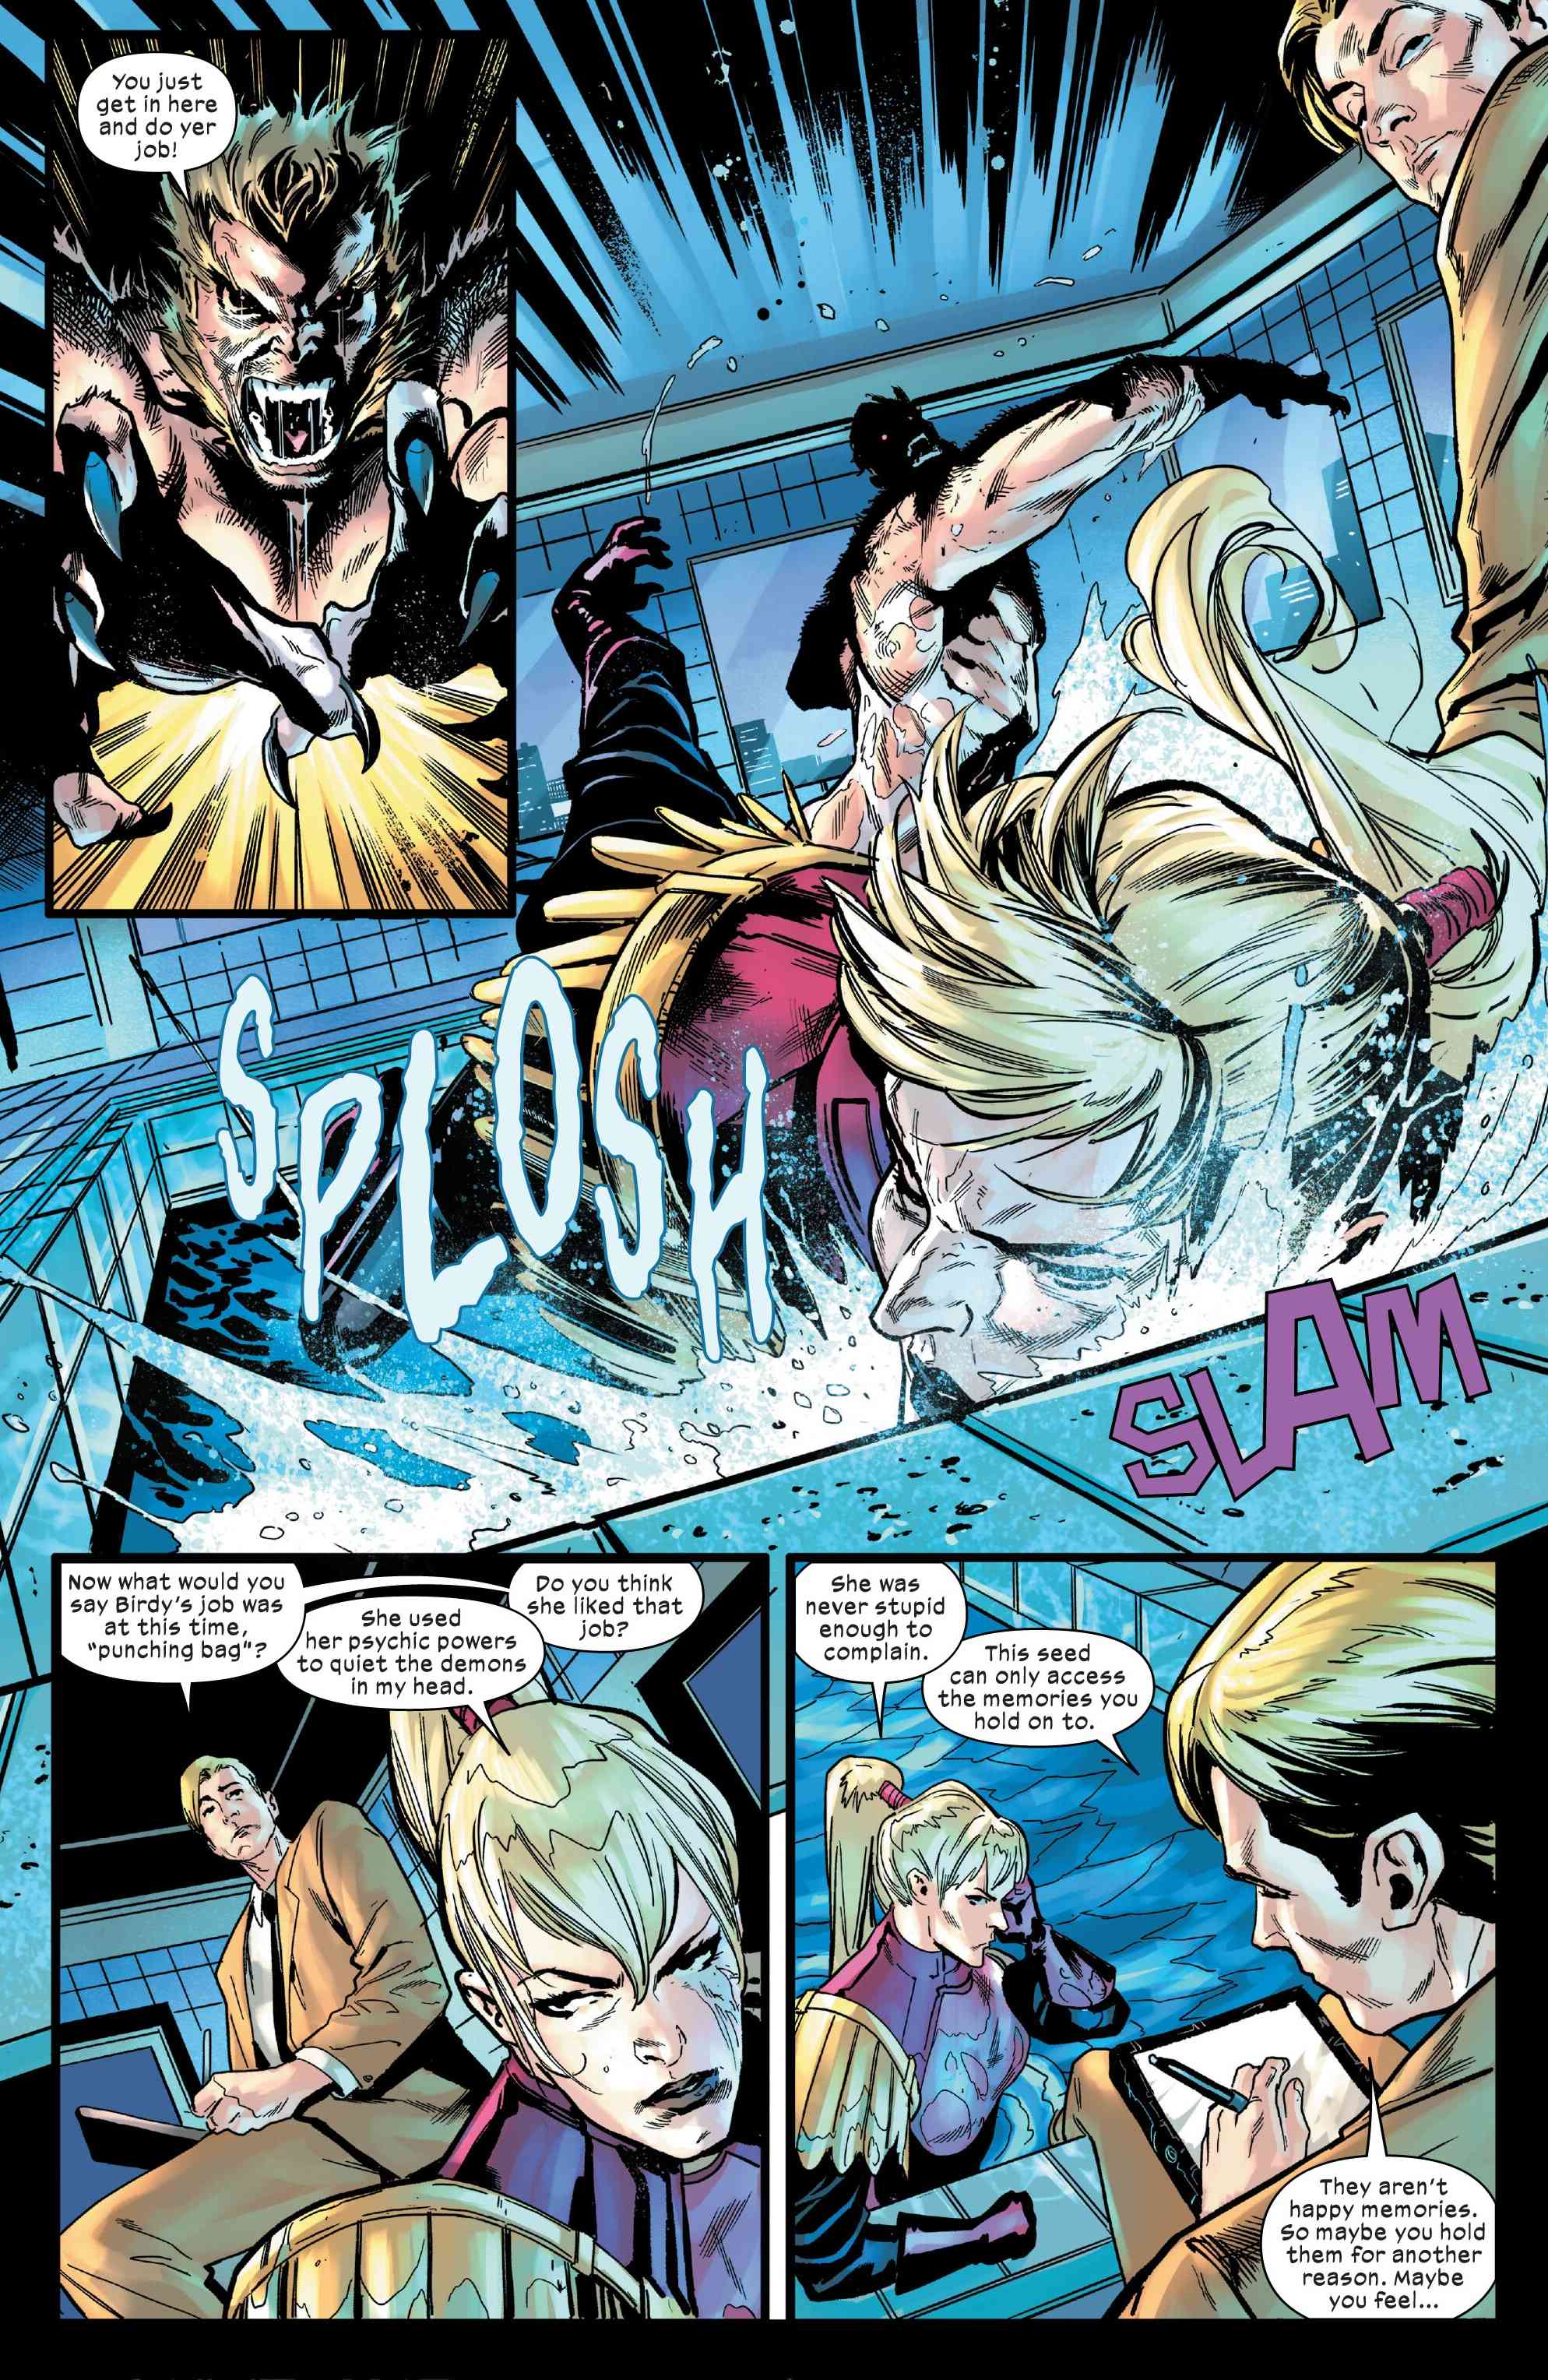 You just
get in here
and do yer
job!
SPLOSH
SLAM
Now what would you
say Birdy's job was
at this time,
"punching bag"?
She used
her psychic powers
to quiet the demons
in my head.
Do you think
she liked that
job?
She was
never stupid
enough to
complain.
This seed
can only access
the memories you
hold on to.
They aren't
happy memories.
So maybe you hold
them for another
reason. Maybe
you feel...